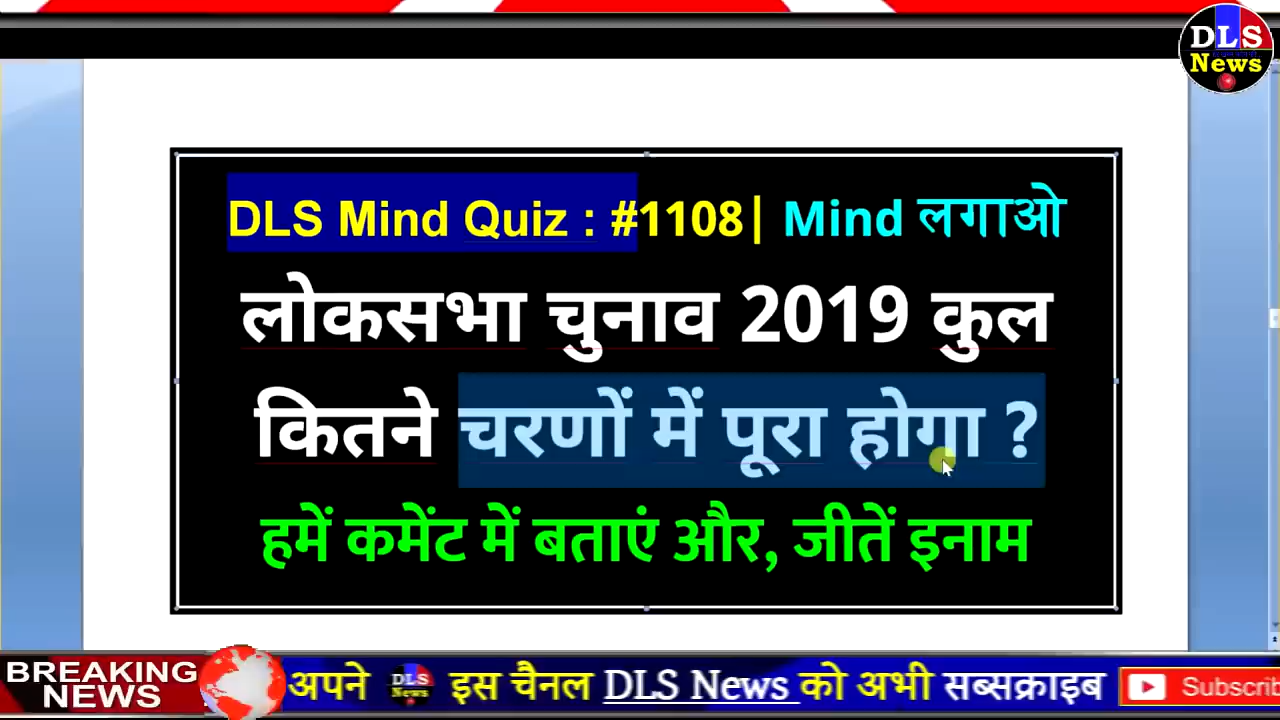 DLS
News
DLS Mind Quiz : #1108| Mind लगाओ
लोकसभा चुनाव 2019 कुल
कितने चरणों में पूरा होगा ?
हमें कमेंट में बताएं और, जीतें इनाम
BREAKING
NEWS
अपने DLS News इस चैनल DLS News को अभी सब्सक्राइब
Subscrib